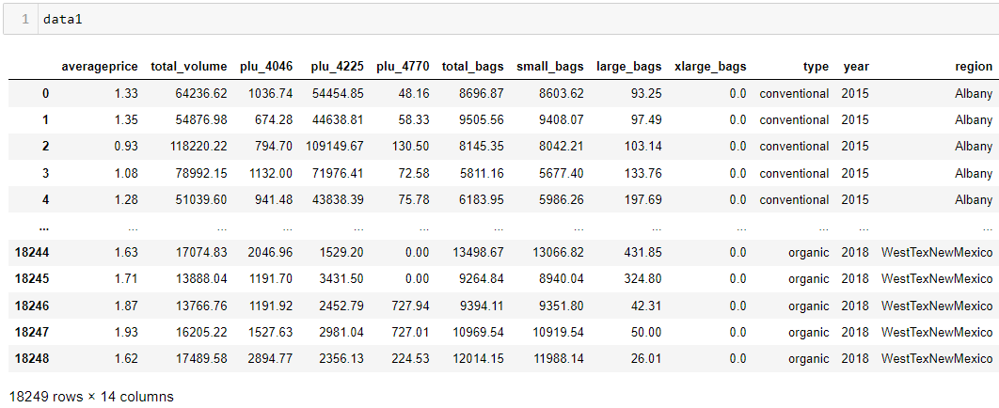 1 data1
averageprice total_volume plu_4046 plu_4225 plu_4770 total_bags small_bags large_bags xlarge_bags type year region
0 1.33 64236.62 1036.74 54454.85 48.16 8696.87 8603.62 93.25 0.0 conventional 2015 Albany
1 1.35 54876.98 674.28 44638.81 58.33 9505.56 9408.07 97.49 0.0 conventional 2015 Albany
2 0.93 118220.22 794.70 109149.67 130.50 8145.35 8042.21 103.14 0.0 conventional 2015 Albany
3 1.08 78992.15 1132.00 71976.41 72.58 5811.16 5677.40 133.76 0.0 conventional 2015 Albany
4 1.28 51039.60 941.48 43838.39 75.78 6183.95 5986.26 197.69 0.0 conventional 2015 Albany
... ... ... ... ... ... ... ... ... ... ... ... ...
18244 1.63 17074.83 2046.96 1529.20 0.00 13498.67 13066.82 431.85 0.0 organic 2018 WestTexNewMexico
18245 1.71 13888.04 1191.70 3431.50 0.00 9264.84 8940.04 324.80 0.0 organic 2018 WestTexNewMexico
18246 1.87 13766.76 1191.92 2452.79 727.94 9394.11 9351.80 42.31 0.0 organic 2018 WestTexNewMexico
18247 1.93 16205.22 1527.63 2981.04 727.01 10969.54 10919.54 50.00 0.0 organic 2018 WestTexNewMexico
18248 1.62 17489.58 2894.77 2356.13 224.53 12014.15 11988.14 26.01 0.0 organic 2018 WestTexNewMexico
18249 rows × 14 columns